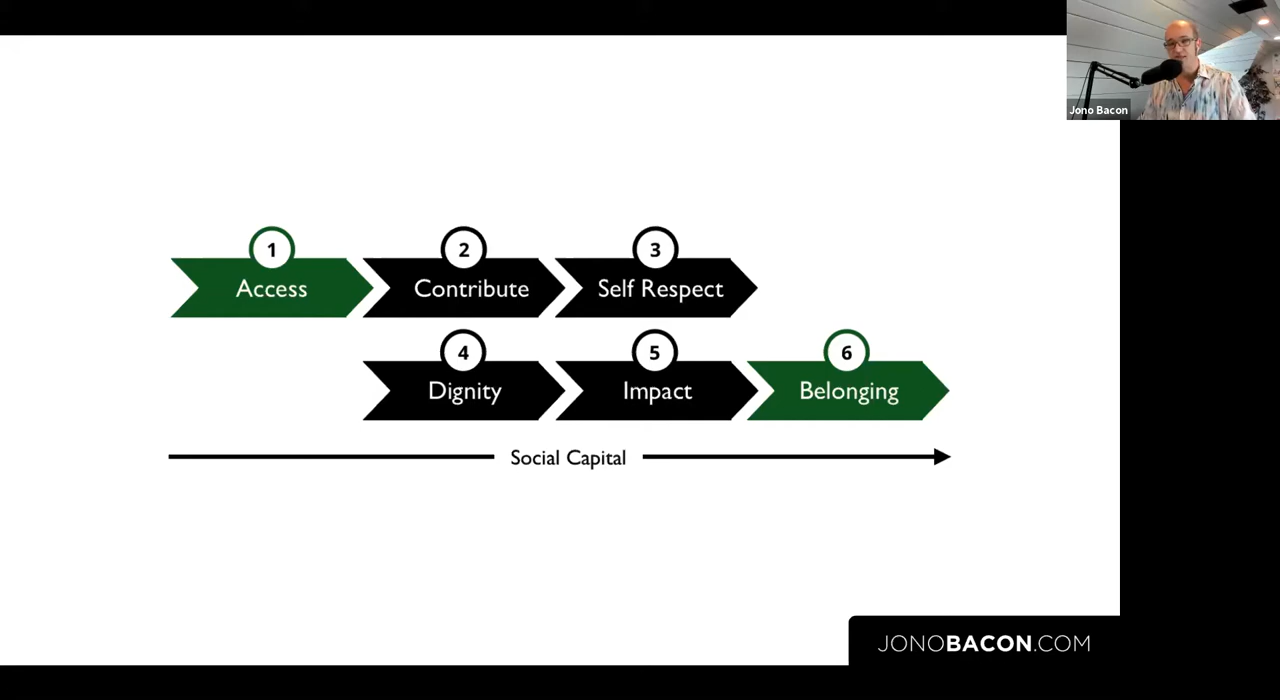 Jono Bacon
1
2
3
Access
Contribute
Self Respect
4
5
6
Dignity
Impact
Belonging
Social Capital
JONOBACON.COM